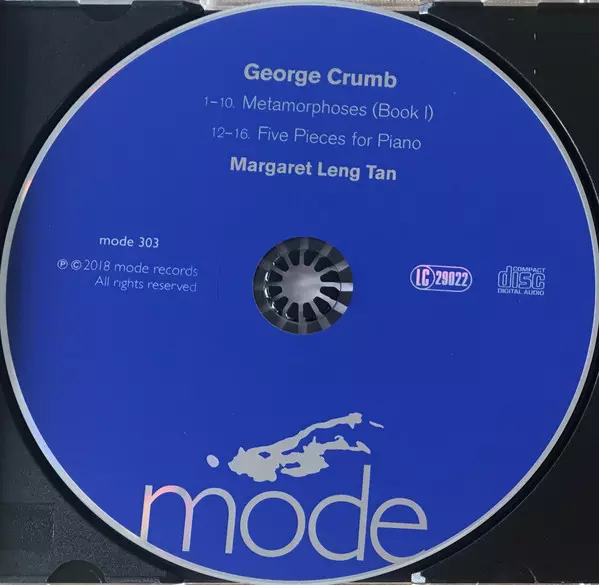 George Crumb
1–10. Metamorphoses (Book I)
12–16. Five Pieces for Piano
Margaret Leng Tan
mode 303
℗ © 2018 mode records
All rights reserved
LC 29022
COMPACT
disc
DIGITAL AUDIO
mode